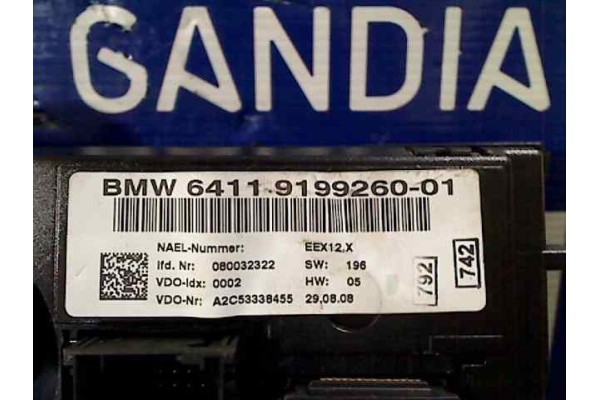 GANDIA
BMW 6411-9199260-01
NAEL-Nummer: EEX12.X
lfd. Nr: 080032322 SW: 196
VDO-Idx: 0002 HW: 05
VDO-Nr: A2C53338455 29.08.08
792
742